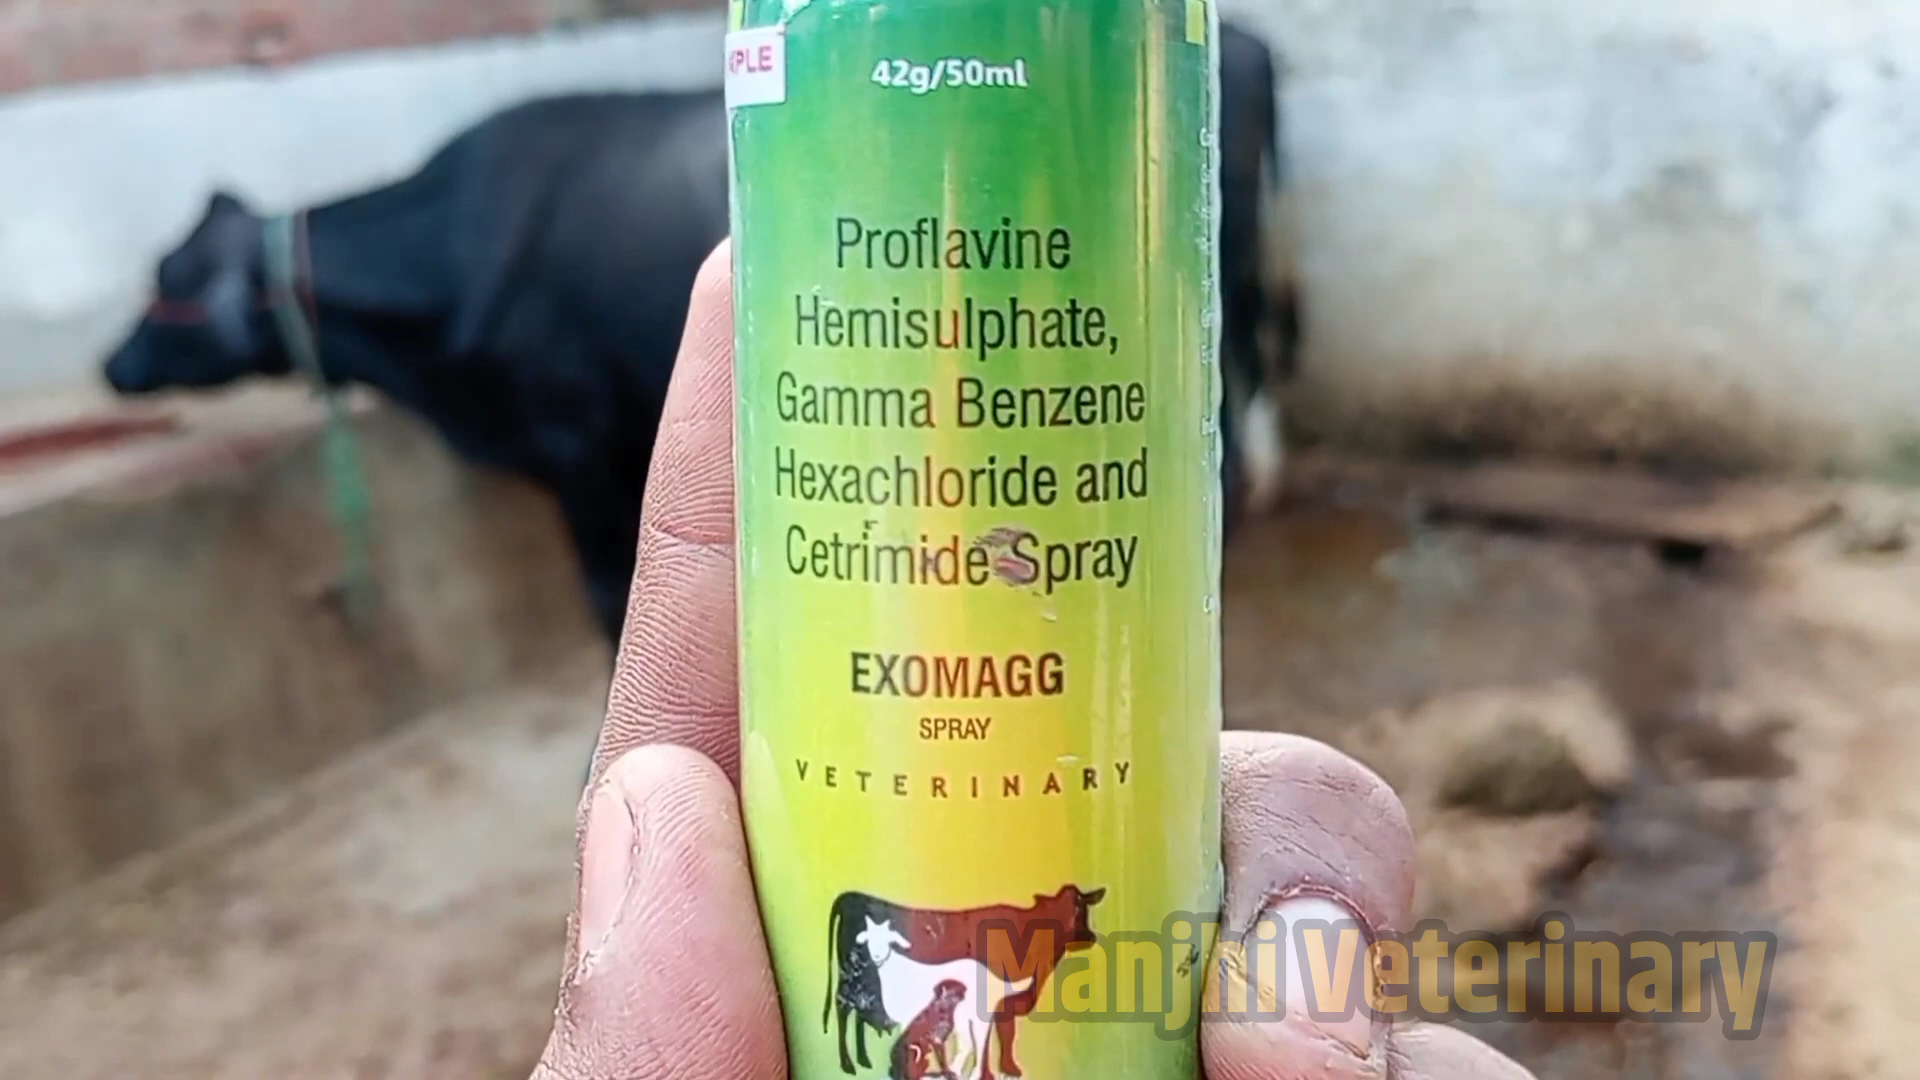 42g/50ml
Proflavine
Hemisulphate,
Gamma Benzene
Hexachloride and
Cetrimide Spray
EXOMAGG
SPRAY
VETERINARY
Manjhi Veterinary